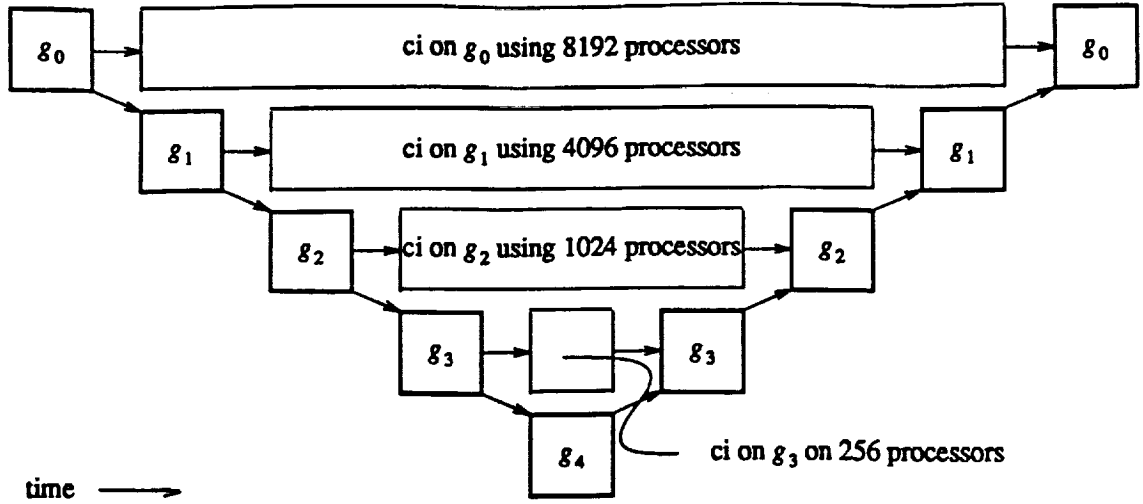 g₀ ci on g₀ using 8192 processors g₀
g₁ ci on g₁ using 4096 processors g₁
g₂ ci on g₂ using 1024 processors g₂
g₃ g₃
g₄ ci on g₃ on 256 processors
time